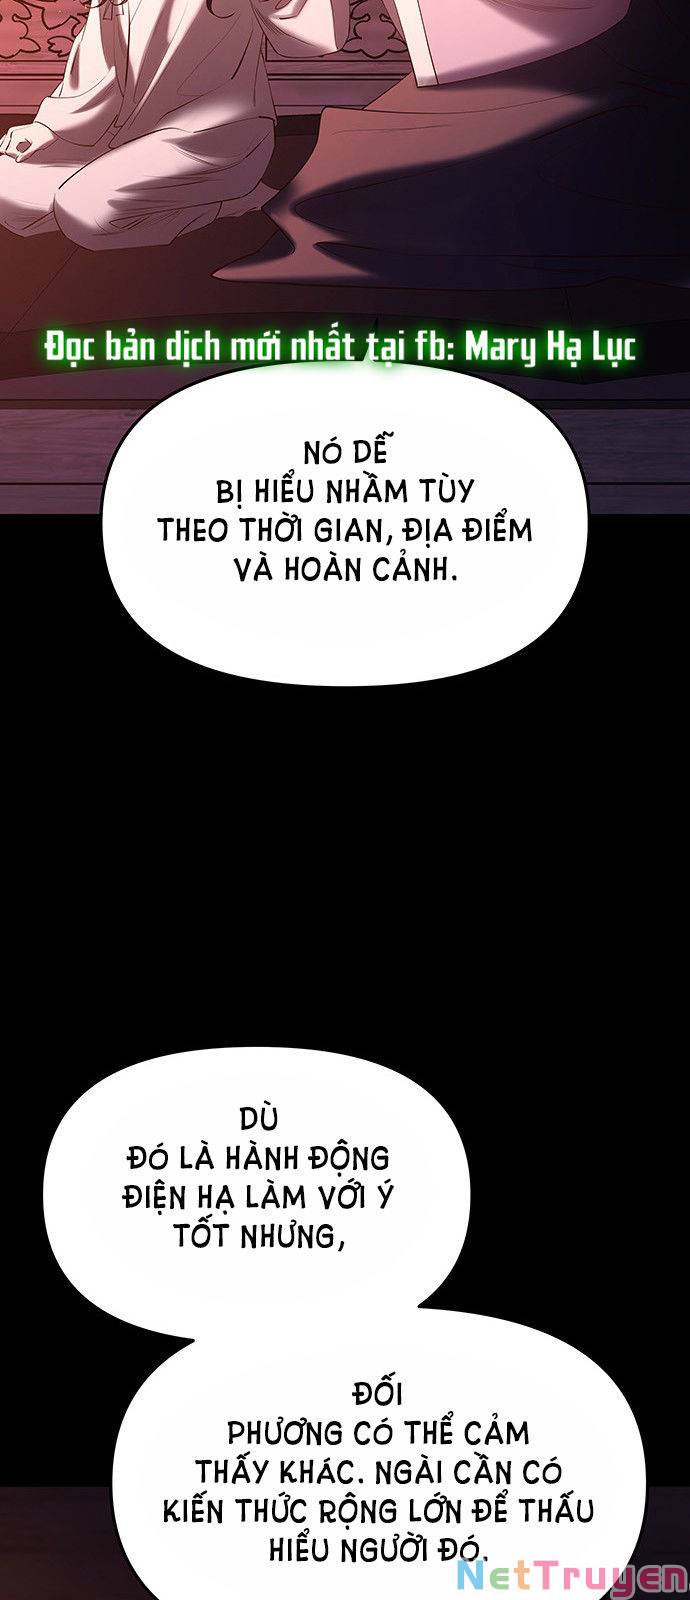 Đọc bản dịch mới nhất tại fb: Mary Hạ Lục
NÓ DỄ
BỊ HIỂU NHẦM TÙY
THEO THỜI GIAN, ĐỊA ĐIỂM
VÀ HOÀN CẢNH.
DÙ
ĐÓ LÀ HÀNH ĐỘNG
ĐIỆN HẠ LÀM VỚI Ý
TỐT NHƯNG,
ĐỐI
PHƯƠNG CÓ THỂ CẢM
THẤY KHÁC. NGÀI CẦN CÓ
KIẾN THỨC RỘNG LỚN ĐỂ THẤU
HIỂU NGƯỜI ĐÓ.
NetTruyen